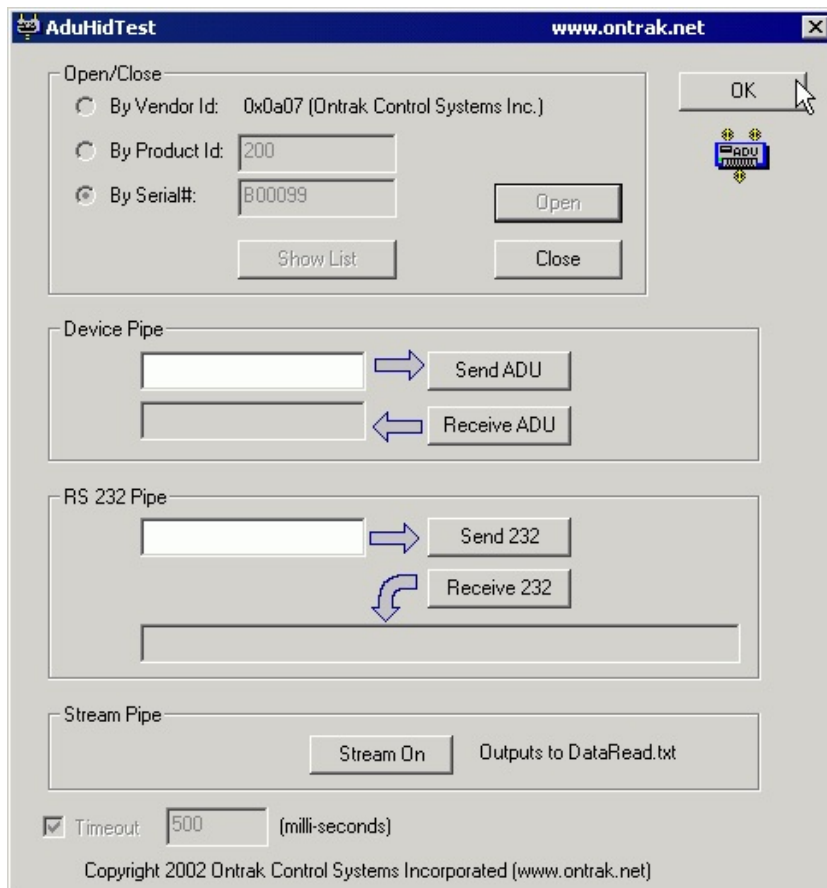 AduHidTest www.ontrak.net
Open/Close
By Vendor Id: 0x0a07 (Ontrak Control Systems Inc.)
OK
By Product Id: 200
ADU
By Serial#: B00099
Open
Show List
Close
Device Pipe
Send ADU
Receive ADU
RS 232 Pipe
Send 232
Receive 232
Stream Pipe
Stream On
Outputs to DataRead.txt
Timeout 500 (milli-seconds)
Copyright 2002 Ontrak Control Systems Incorporated (www.ontrak.net)